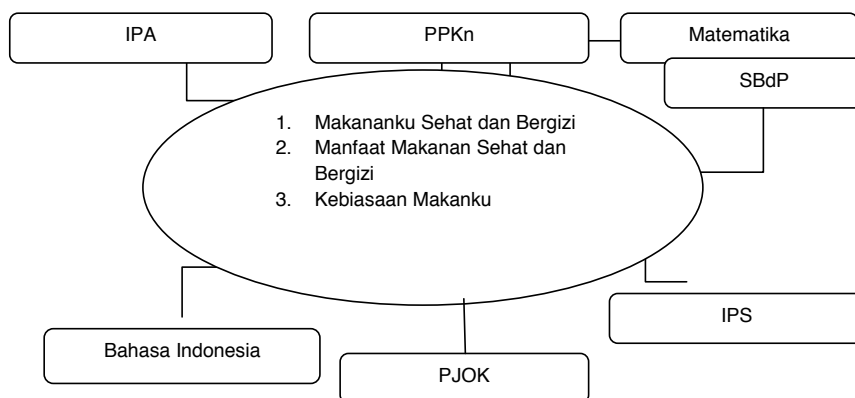 IPA
PPKn
Matematika
SBdP
1. Makananku Sehat dan Bergizi
2. Manfaat Makanan Sehat dan
Bergizi
3. Kebiasaan Makanku
IPS
Bahasa Indonesia
PJOK